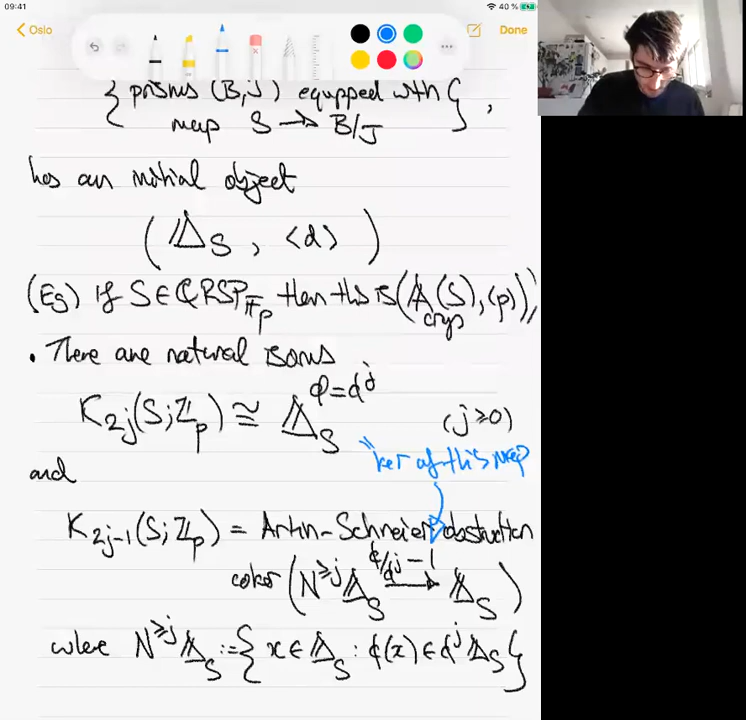 09:41
40 %
Oslo
Done
{ prisms (B,J) equipped with } ,
map S → B/J
has an initial object
( 𝚫_S , <d> )
(Eg) if S ∈ QRSP_{𝔽_p} then this is (𝔸_crys(S), (p)),
• There are natural isoms
K_{2j}(S; ℤ_p) ≅ 𝚫_S^{φ=d^j} (j ≥ 0)
"ker of this map
and
K_{2j-1}(S; ℤ_p) = Artin-Schreier obstruction
coker (N^{≥j} 𝚫_S —φ/d^j - 1→ 𝚫_S)
where N^{≥j} 𝚫_S := { x ∈ 𝚫_S : φ(x) ∈ d^j 𝚫_S }